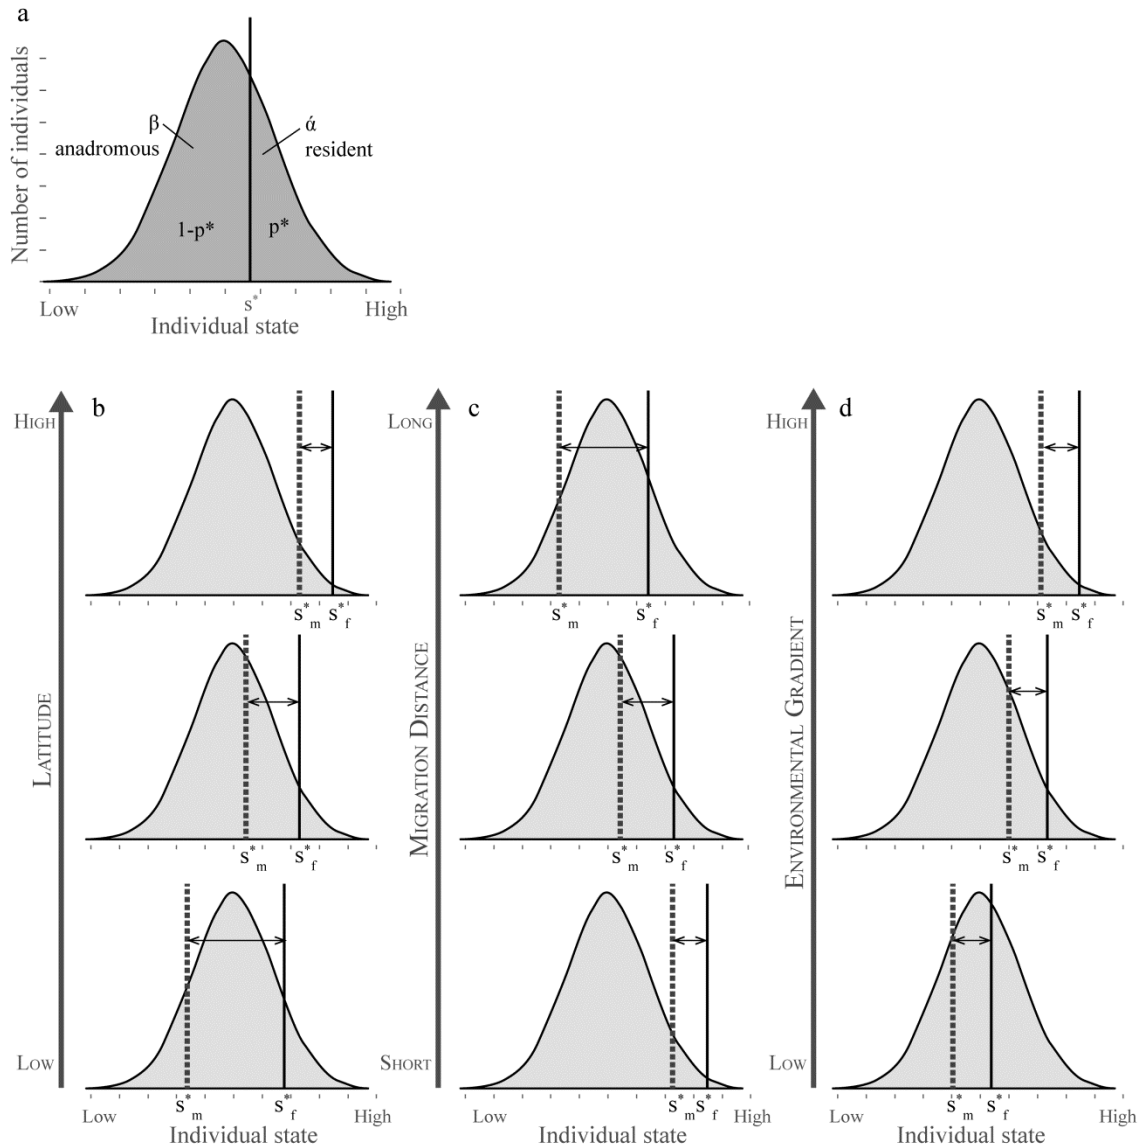 a
Number of individuals
β
anadromous
ά
resident
1-p*
p*
Low
s*
High
Individual state
b
HIGH
LATITUDE
LOW
s*m s*f
s*m s*f
s*m s*f
Low
High
Individual state
c
LONG
MIGRATION DISTANCE
SHORT
s*m s*f
s*m s*f
s*m s*f
Low
High
Individual state
d
HIGH
ENVIRONMENTAL GRADIENT
LOW
s*m s*f
s*m s*f
s*m s*f
Low
High
Individual state